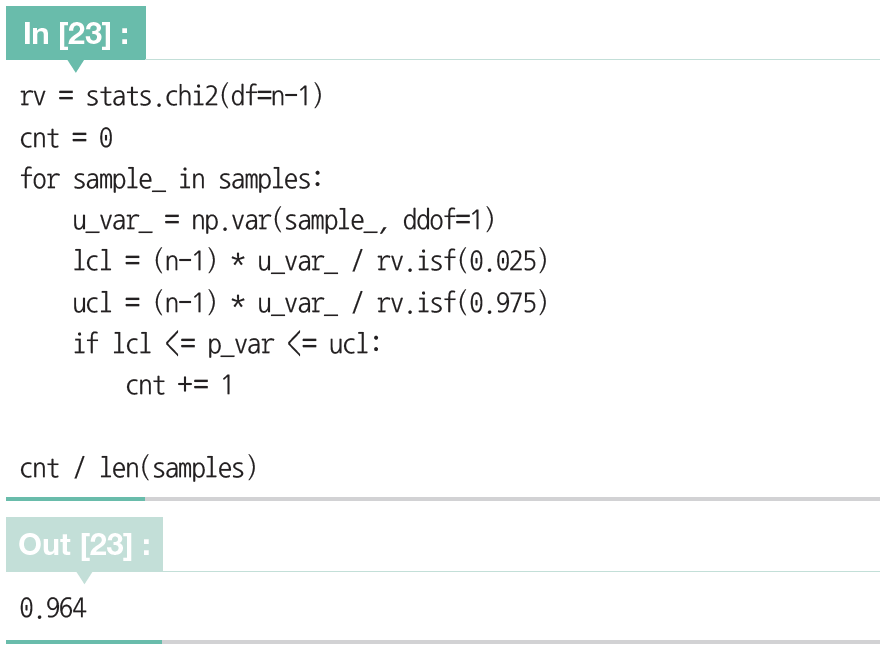 In [23] :
rv = stats.chi2(df=n-1)
cnt = 0
for sample_ in samples:
    u_var_ = np.var(sample_, ddof=1)
    lcl = (n-1) * u_var_ / rv.isf(0.025)
    ucl = (n-1) * u_var_ / rv.isf(0.975)
    if lcl <= p_var <= ucl:
        cnt += 1

cnt / len(samples)
Out [23] :
0.964